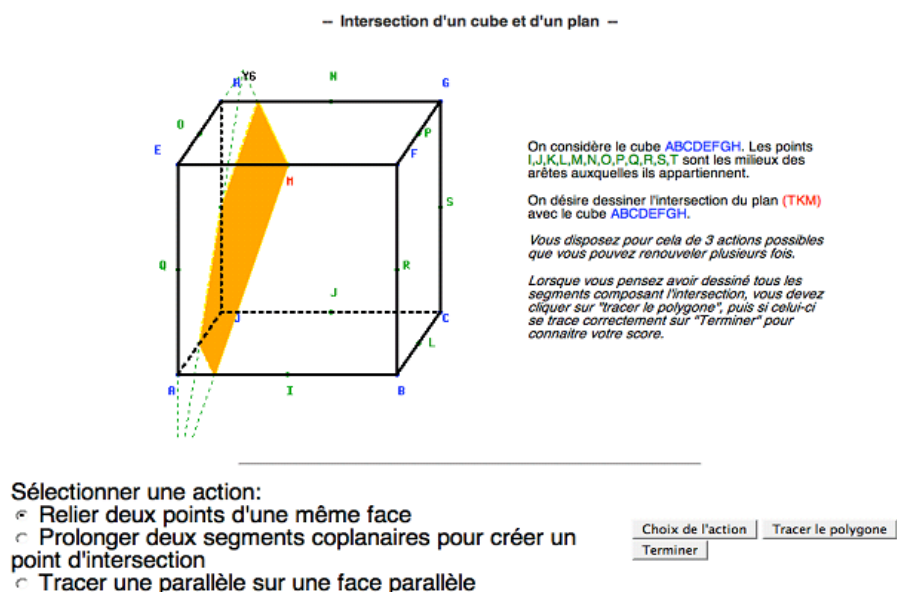 -- Intersection d'un cube et d'un plan --
Y6
N
G
O
P
E
F
M
S
Q
R
J
J
C
L
A
I
B
On considère le cube ABCDEFGH. Les points
I,J,K,L,M,N,O,P,Q,R,S,T sont les milieux des
arêtes auxquelles ils appartiennent.
On désire dessiner l'intersection du plan (TKM)
avec le cube ABCDEFGH.
Vous disposez pour cela de 3 actions possibles
que vous pouvez renouveler plusieurs fois.
Lorsque vous pensez avoir dessiné tous les
segments composant l'intersection, vous devez
cliquer sur "tracer le polygone", puis si celui-ci
se trace correctement sur "Terminer" pour
connaitre votre score.
Sélectionner une action:
Relier deux points d'une même face
Prolonger deux segments coplanaires pour créer un
point d'intersection
Tracer une parallèle sur une face parallèle
Choix de l'action
Tracer le polygone
Terminer